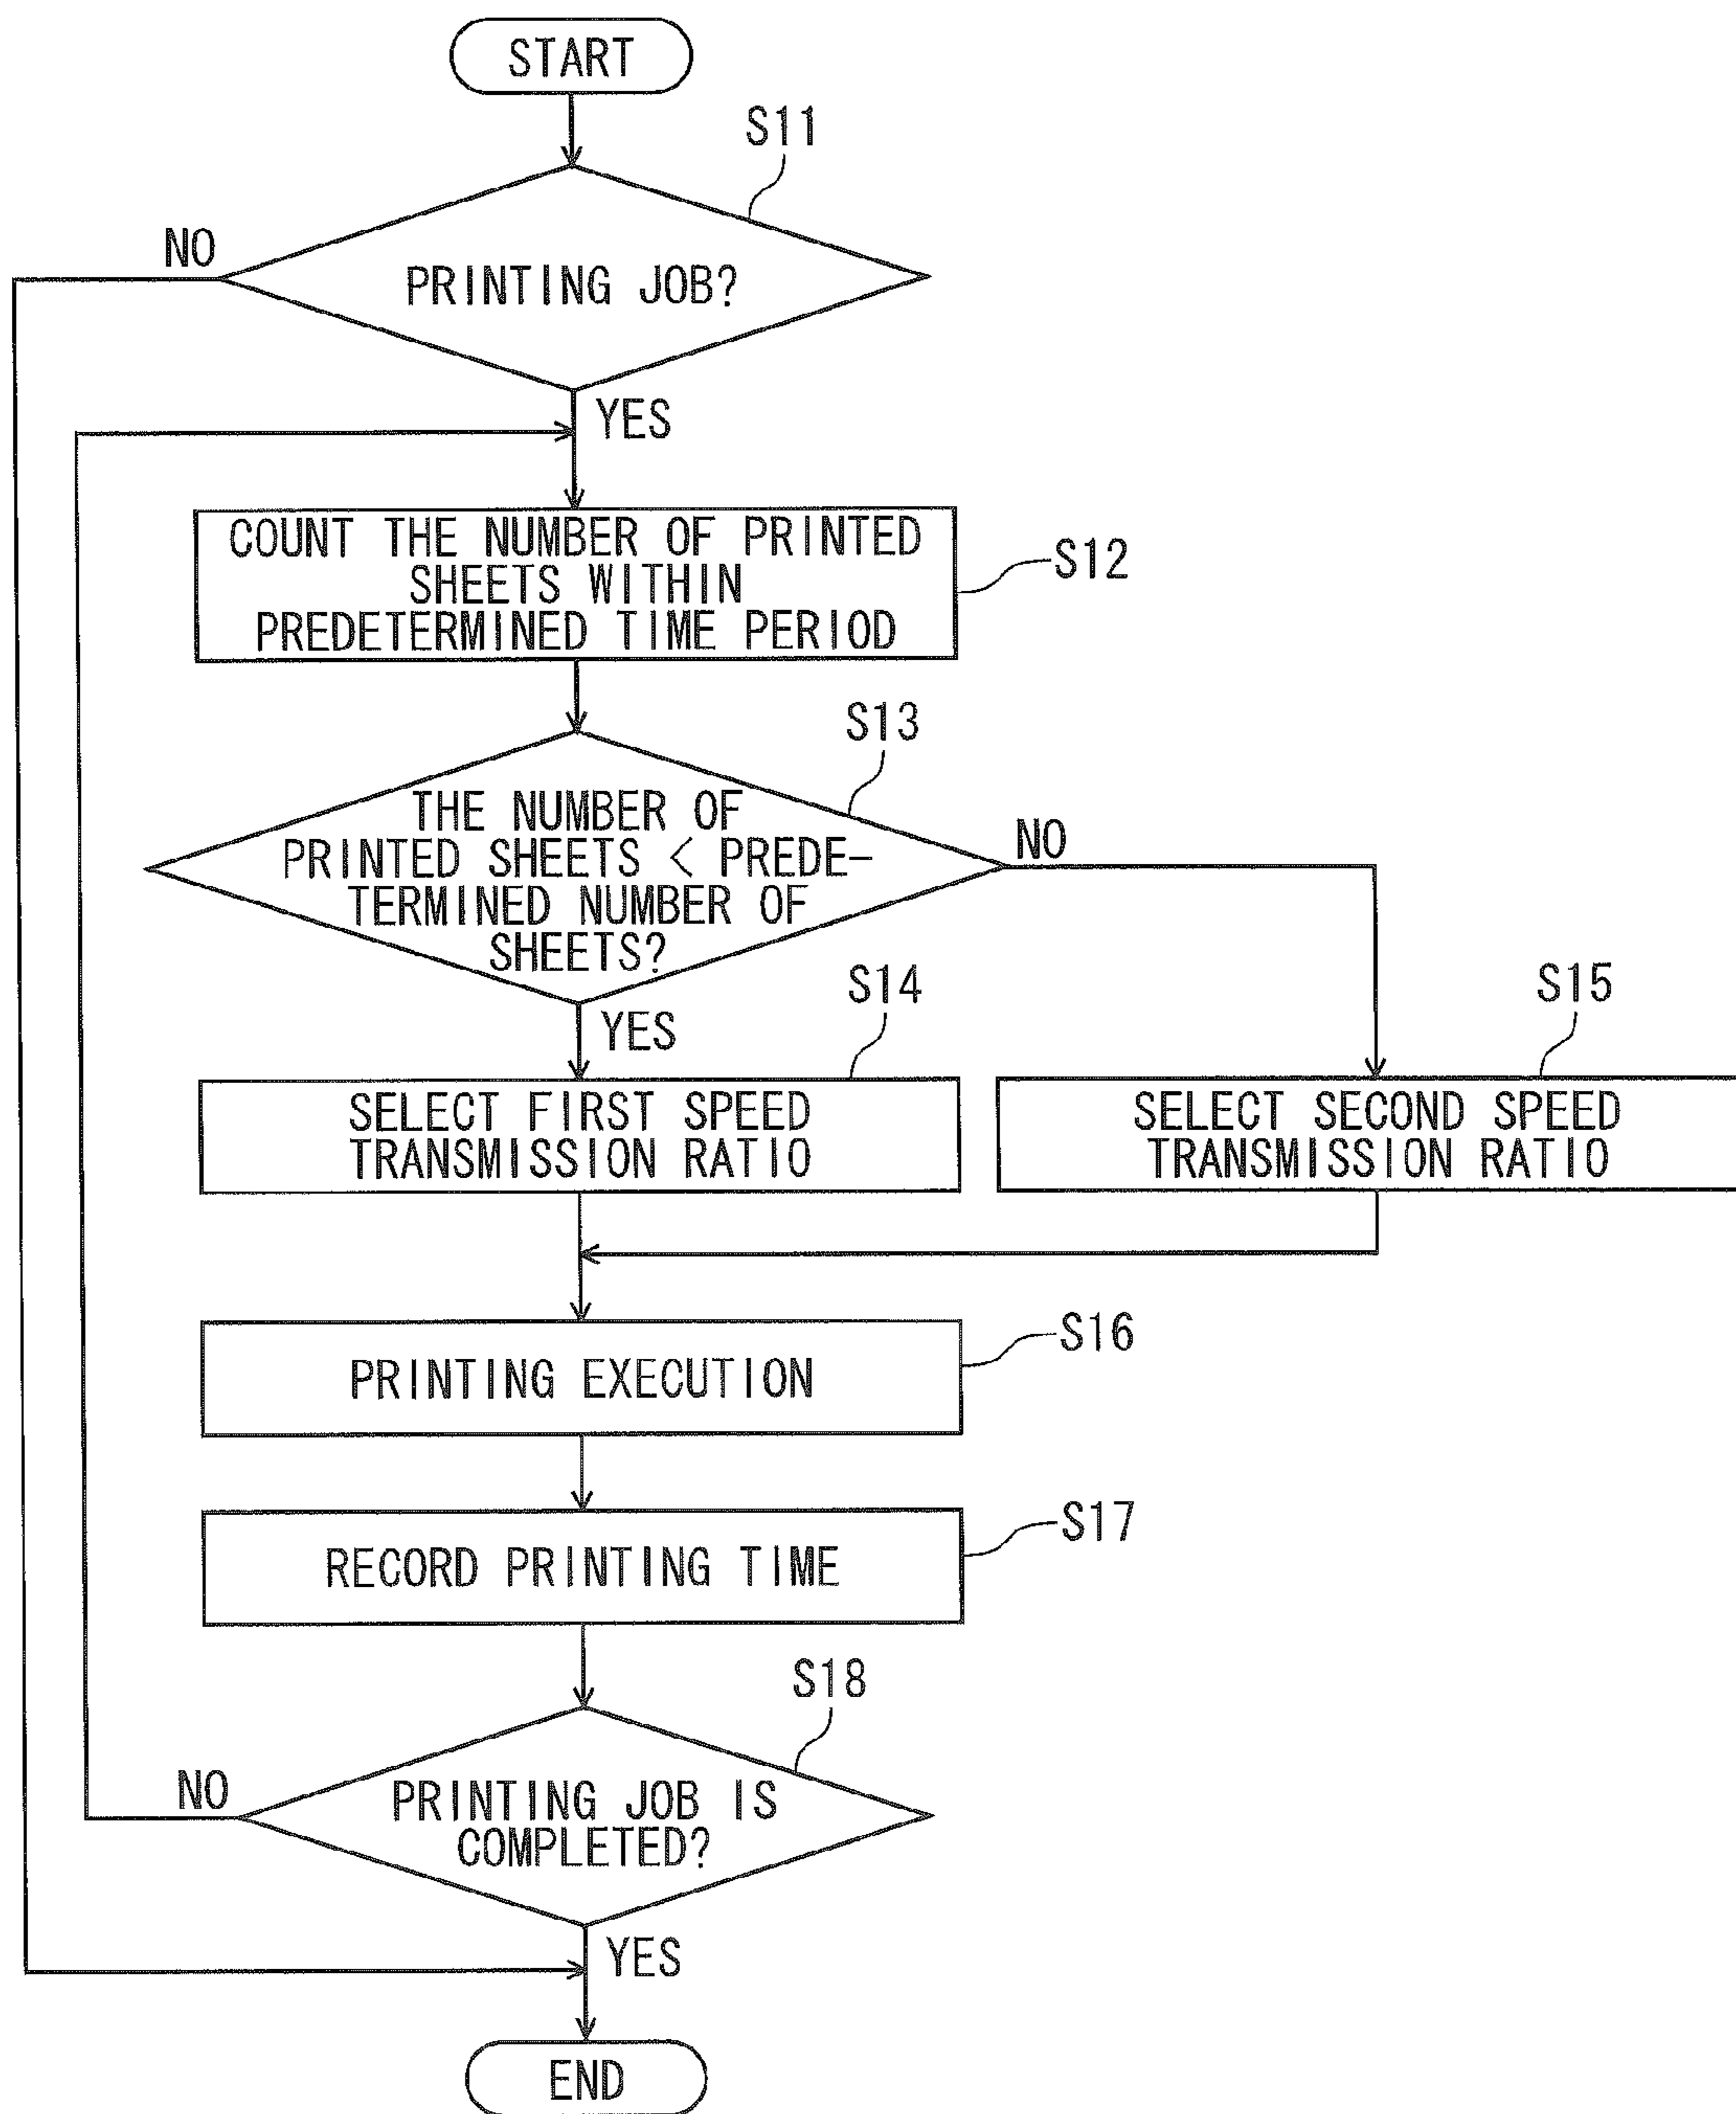 START
S11
NO
PRINTING JOB?
YES
COUNT THE NUMBER OF PRINTED
SHEETS WITHIN
PREDETERMINED TIME PERIOD
S12
S13
THE NUMBER OF
PRINTED SHEETS < PREDE-
TERMINED NUMBER OF
SHEETS?
NO
YES
S14
S15
SELECT FIRST SPEED
TRANSMISSION RATIO
SELECT SECOND SPEED
TRANSMISSION RATIO
S16
PRINTING EXECUTION
S17
RECORD PRINTING TIME
S18
NO
PRINTING JOB IS
COMPLETED?
YES
END